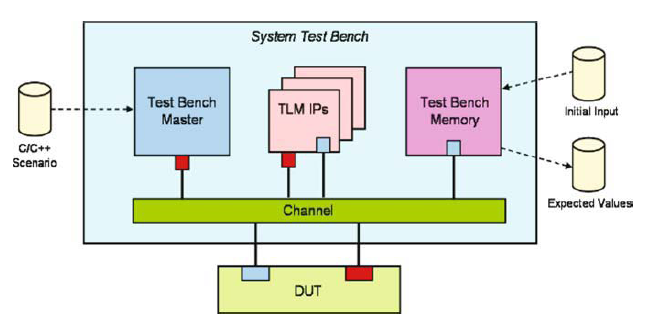 System Test Bench
Test Bench
Master
TLM IPs
Test Bench
Memory
Initial Input
C/C++
Scenario
Expected Values
Channel
DUT